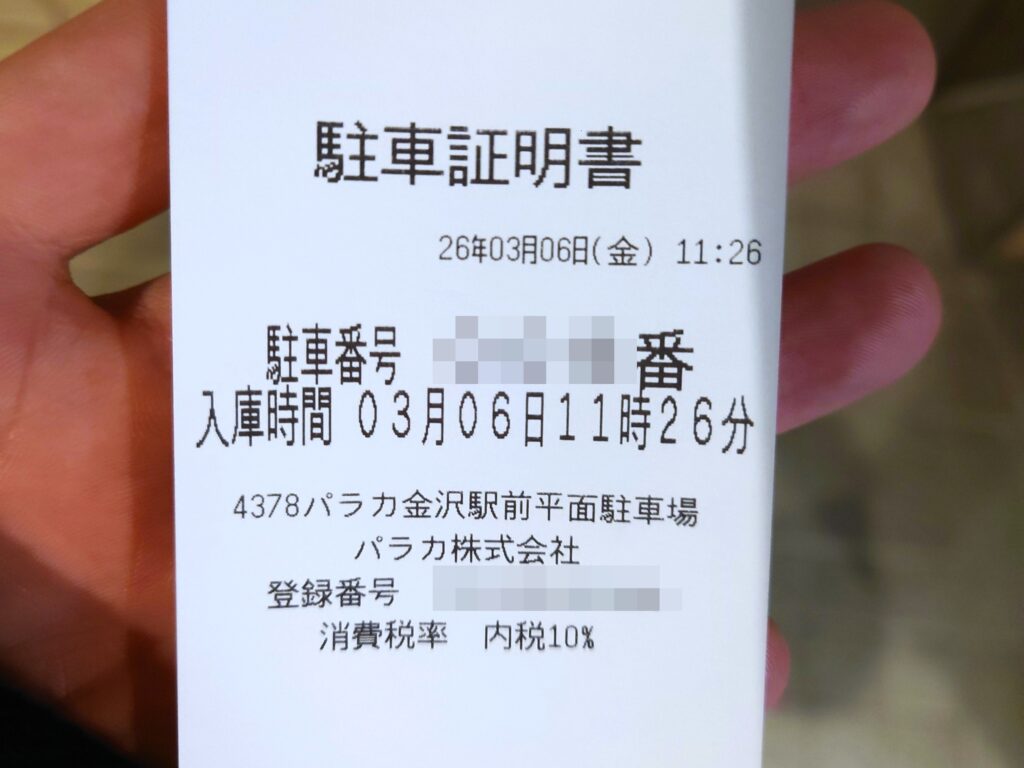 駐車証明書
26年03月06日(金) 11:26
駐車番号 番
入庫時間 03月06日11時26分
4378パラカ金沢駅前平面駐車場
パラカ株式会社
登録番号
消費税率 内税10%